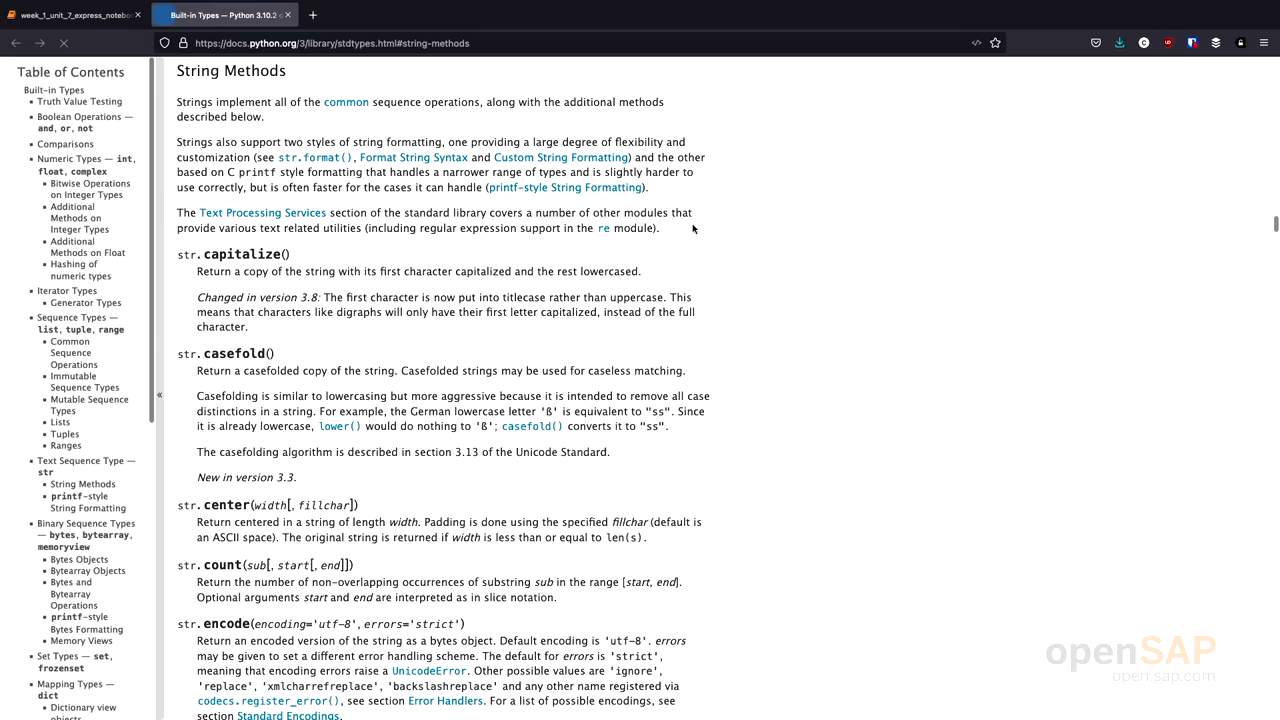 week_1_unit_7_express_notebo
Built-in Types — Python 3.10.2 d
https://docs.python.org/3/library/stdtypes.html#string-methods
Table of Contents
Built-in Types
Truth Value Testing
Boolean Operations —
and, or, not
Comparisons
Numeric Types — int,
float, complex
Bitwise Operations
on Integer Types
Additional
Methods on
Integer Types
Additional
Methods on Float
Hashing of
numeric types
Iterator Types
Generator Types
Sequence Types —
list, tuple, range
Common
Sequence
Operations
Immutable
Sequence Types
Mutable Sequence
Types
Lists
Tuples
Ranges
Text Sequence Type —
str
String Methods
printf-style
String Formatting
Binary Sequence Types
— bytes, bytearray,
memoryview
Bytes Objects
Bytearray Objects
Bytes and
Bytearray
Operations
printf-style
Bytes Formatting
Memory Views
Set Types — set,
frozenset
Mapping Types —
dict
Dictionary view
objects
«
String Methods
Strings implement all of the common sequence operations, along with the additional methods
described below.
Strings also support two styles of string formatting, one providing a large degree of flexibility and
customization (see str.format(), Format String Syntax and Custom String Formatting) and the other
based on C printf style formatting that handles a narrower range of types and is slightly harder to
use correctly, but is often faster for the cases it can handle (printf-style String Formatting).
The Text Processing Services section of the standard library covers a number of other modules that
provide various text related utilities (including regular expression support in the re module).
str.capitalize()
Return a copy of the string with its first character capitalized and the rest lowercased.
Changed in version 3.8: The first character is now put into titlecase rather than uppercase. This
means that characters like digraphs will only have their first letter capitalized, instead of the full
character.
str.casefold()
Return a casefolded copy of the string. Casefolded strings may be used for caseless matching.
Casefolding is similar to lowercasing but more aggressive because it is intended to remove all case
distinctions in a string. For example, the German lowercase letter 'ß' is equivalent to "ss". Since
it is already lowercase, lower() would do nothing to 'ß'; casefold() converts it to "ss".
The casefolding algorithm is described in section 3.13 of the Unicode Standard.
New in version 3.3.
str.center(width[, fillchar])
Return centered in a string of length width. Padding is done using the specified fillchar (default is
an ASCII space). The original string is returned if width is less than or equal to len(s).
str.count(sub[, start[, end]])
Return the number of non-overlapping occurrences of substring sub in the range [start, end].
Optional arguments start and end are interpreted as in slice notation.
str.encode(encoding='utf-8', errors='strict')
Return an encoded version of the string as a bytes object. Default encoding is 'utf-8'. errors
may be given to set a different error handling scheme. The default for errors is 'strict',
meaning that encoding errors raise a UnicodeError. Other possible values are 'ignore',
'replace', 'xmlcharrefreplace', 'backslashreplace' and any other name registered via
codecs.register_error(), see section Error Handlers. For a list of possible encodings, see
section Standard Encodings.
openSAP
open.sap.com